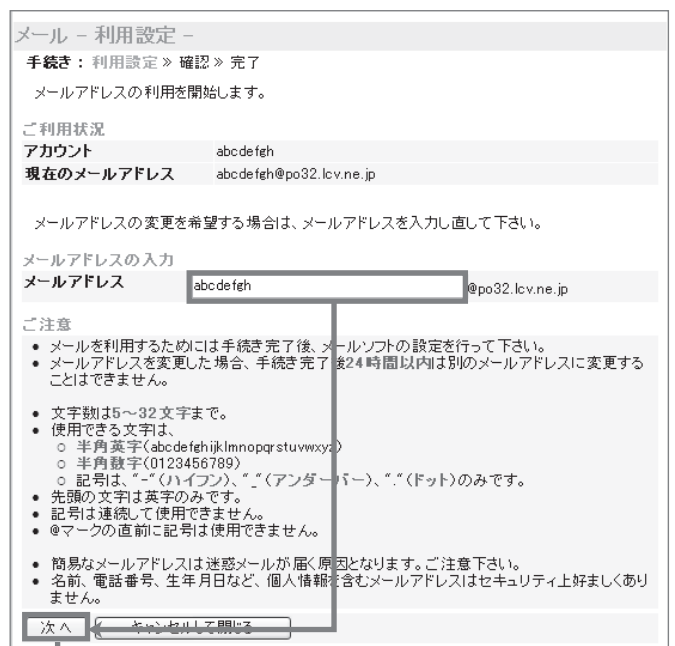 メール － 利用設定 －
手続き：利用設定 » 確認 » 完了
メールアドレスの利用を開始します。
ご利用状況
アカウント abcdefgh
現在のメールアドレス abcdefgh@po32.lcv.ne.jp
メールアドレスの変更を希望する場合は、メールアドレスを入力し直して下さい。
メールアドレスの入力
メールアドレス abcdefgh @po32.lcv.ne.jp
ご注意
• メールを利用するためには手続き完了後、メールソフトの設定を行って下さい。
• メールアドレスを変更した場合、手続き完了後24時間以内は別のメールアドレスに変更する
ことはできません。
• 文字数は5～32文字まで。
• 使用できる文字は、
○ 半角英字(abcdefghijklmnopqrstuvwxyz)
○ 半角数字(0123456789)
○ 記号は、"-"(ハイフン)、"_"(アンダーバー)、"."(ドット)のみです。
• 先頭の文字は英字のみです。
• 記号は連続して使用できません。
• @マークの直前に記号は使用できません。
• 簡易なメールアドレスは迷惑メールが届く原因となります。ご注意下さい。
• 名前、電話番号、生年月日など、個人情報を含むメールアドレスはセキュリティ上好ましくあり
ません。
次へ キャンセルして閉じる